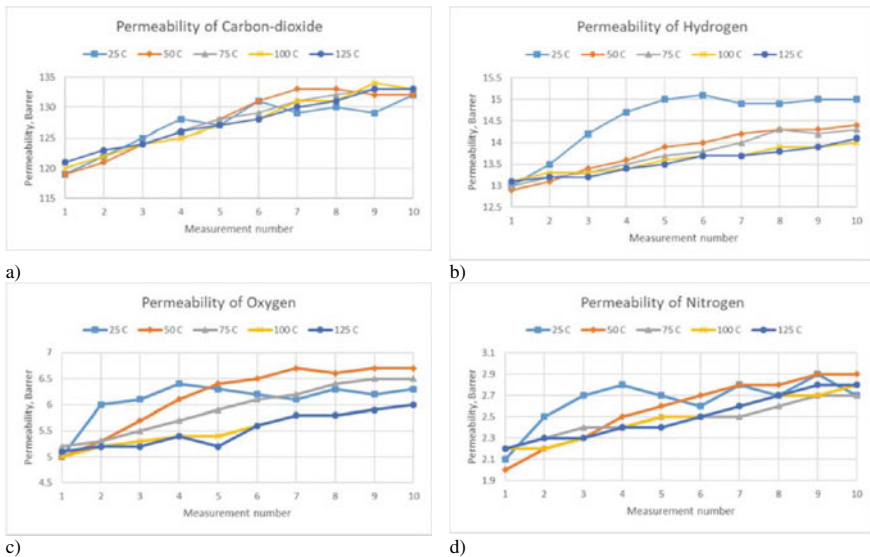 Permeability of Carbon-dioxide
25 C 50 C 75 C 100 C 125 C
Permeability, Barrer
135
130
125
120
115
1 2 3 4 5 6 7 8 9 10
Measurement number
a)
Permeability of Hydrogen
25 C 50 C 75 C 100 C 125 C
Permeability, Barrer
15.5
15
14.5
14
13.5
13
12.5
1 2 3 4 5 6 7 8 9 10
Measurement number
b)
Permeability of Oxygen
25 C 50 C 75 C 100 C 125 C
Permeability, Barrer
7
6.5
6
5.5
5
4.5
1 2 3 4 5 6 7 8 9 10
Measurement number
c)
Permeability of Nitrogen
25 C 50 C 75 C 100 C 125 C
Permeability, Barrer
3.1
2.9
2.7
2.5
2.3
2.1
1.9
1 2 3 4 5 6 7 8 9 10
Measurement number
d)